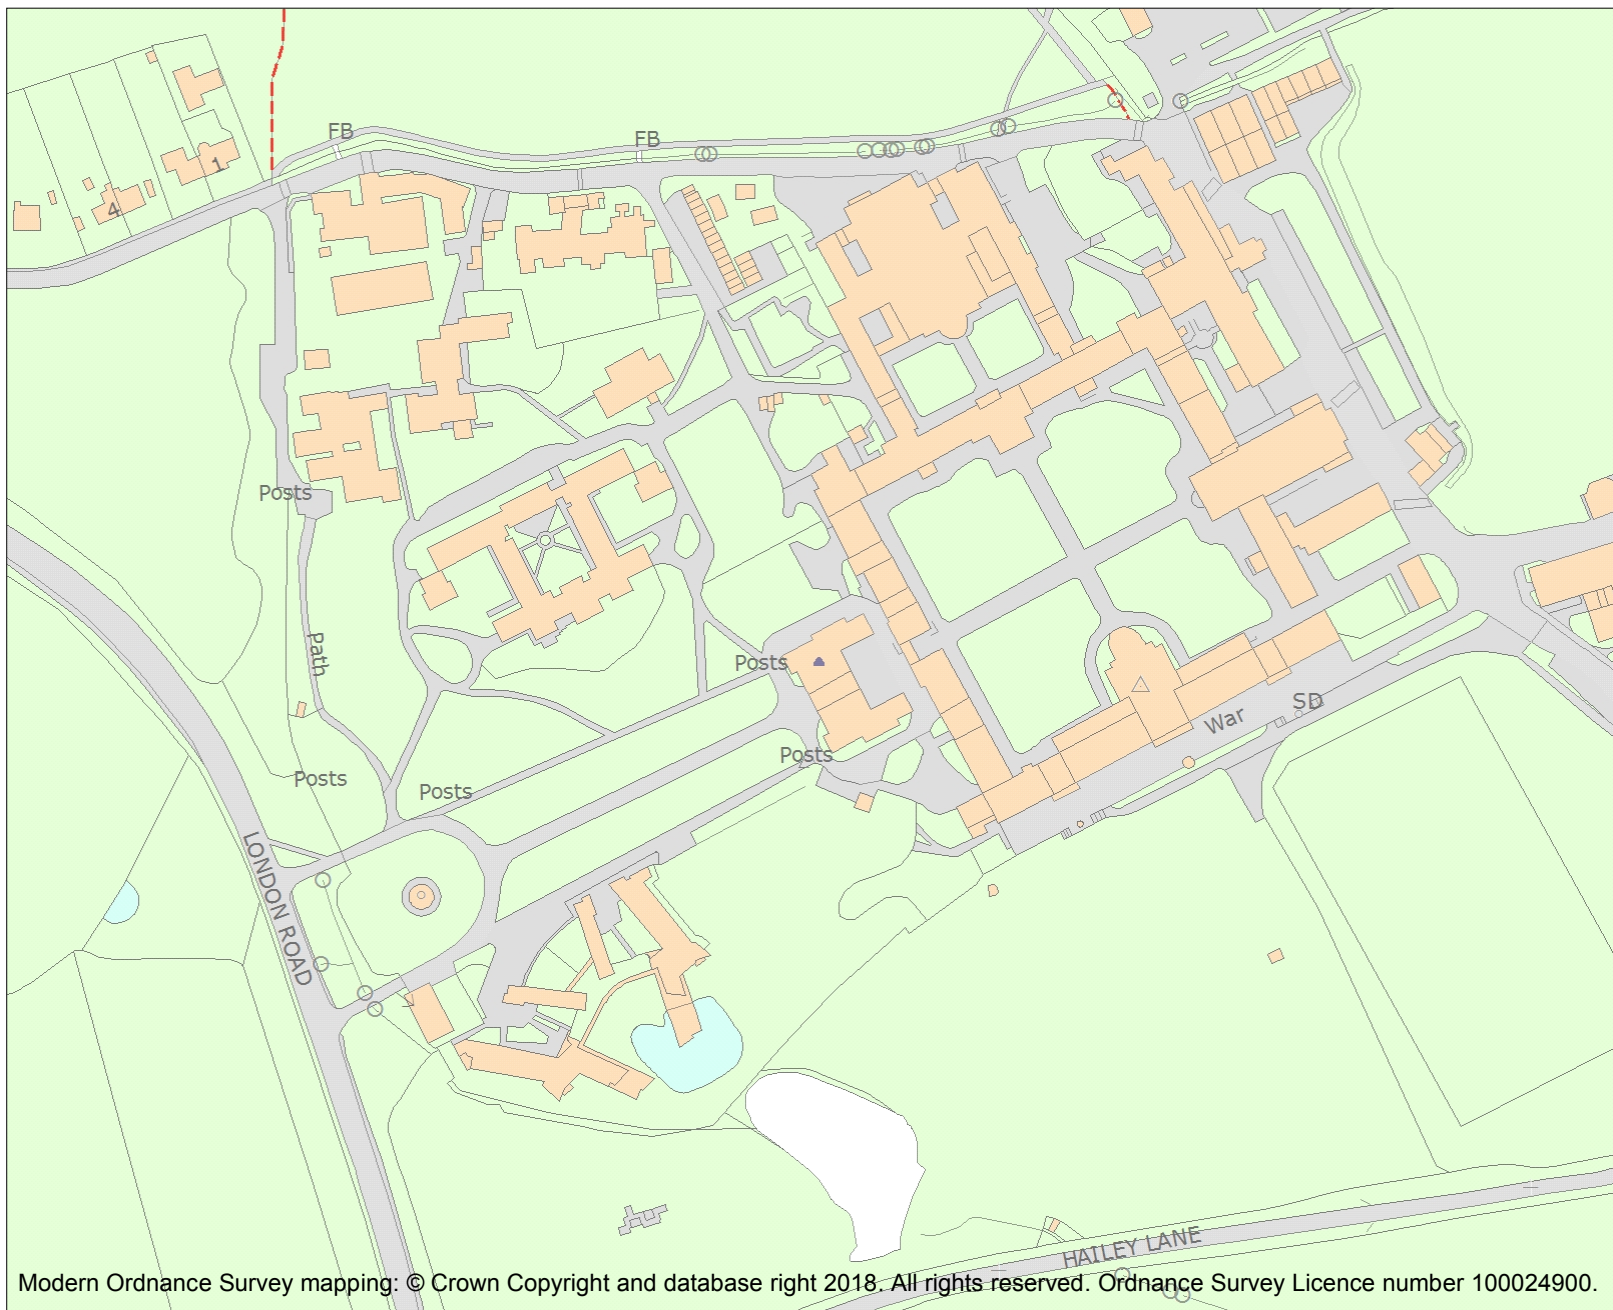 FB
FB
1
4
Posts
Path
Posts
SD
War
Posts
Posts
Posts
LONDON ROAD
HAILEY LANE
Modern Ordnance Survey mapping: © Crown Copyright and database right 2018. All rights reserved. Ordnance Survey Licence number 100024900.